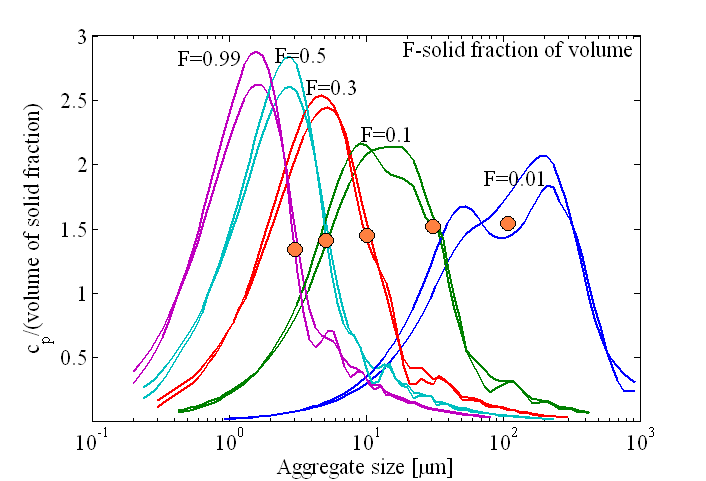 3
F-solid fraction of volume
F=0.99
F=0.5
F=0.3
2.5
F=0.1
2
F=0.01
1.5
1
0.5
c_p/(volume of solid fraction)
10^-1
10^0
10^1
10^2
10^3
Aggregate size [μm]